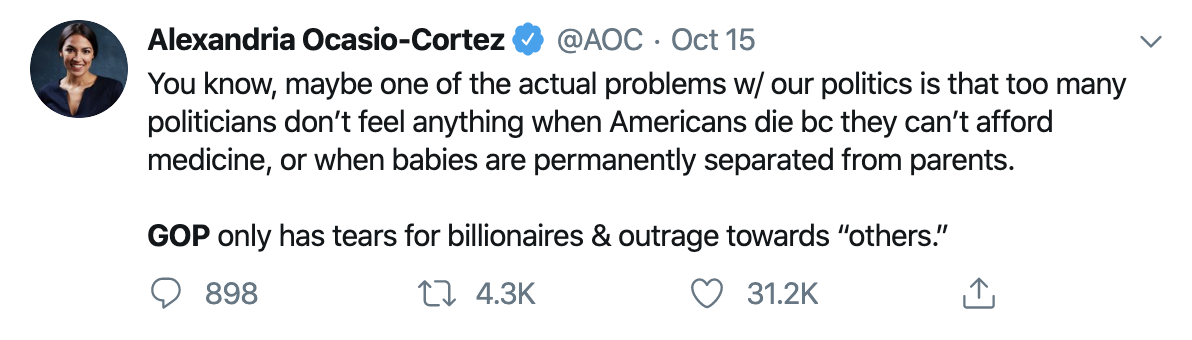 Alexandria Ocasio-Cortez @AOC · Oct 15
You know, maybe one of the actual problems w/ our politics is that too many
politicians don’t feel anything when Americans die bc they can’t afford
medicine, or when babies are permanently separated from parents.
GOP only has tears for billionaires & outrage towards “others.”
898 4.3K 31.2K